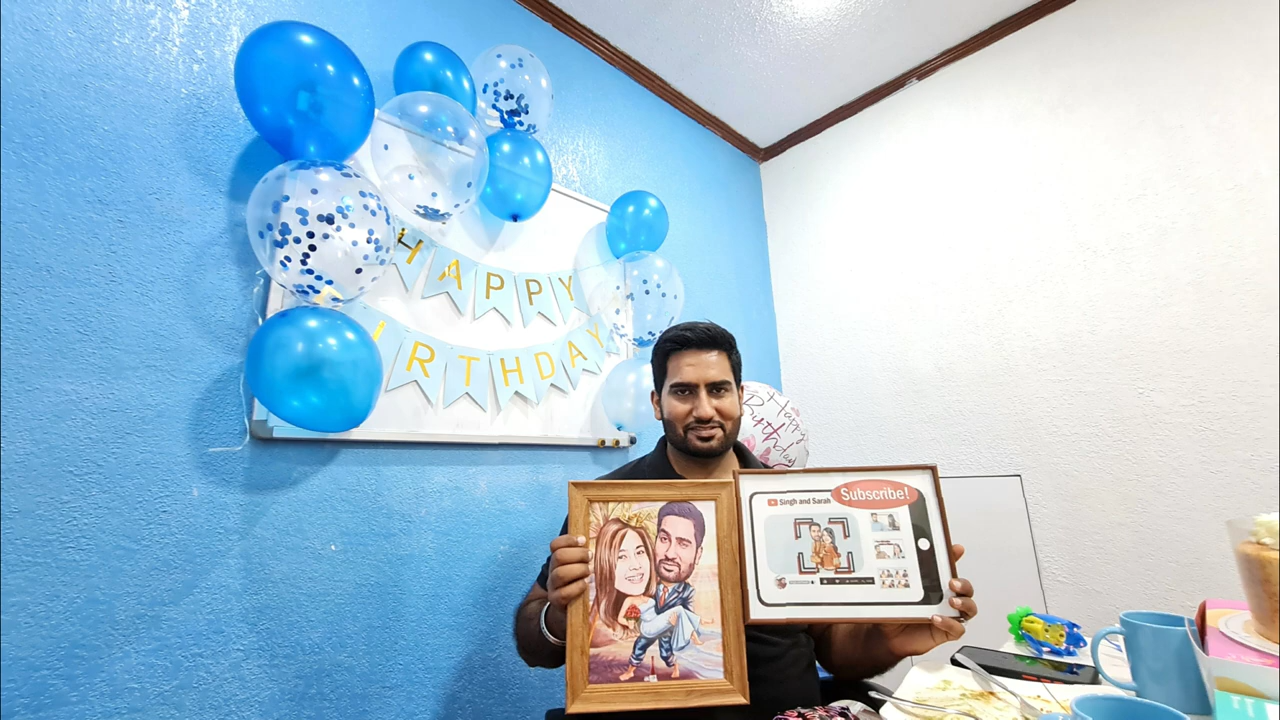 HAPPY
BIRTHDAY
Happy
Birthday
Singh and Sarah
Subscribe!